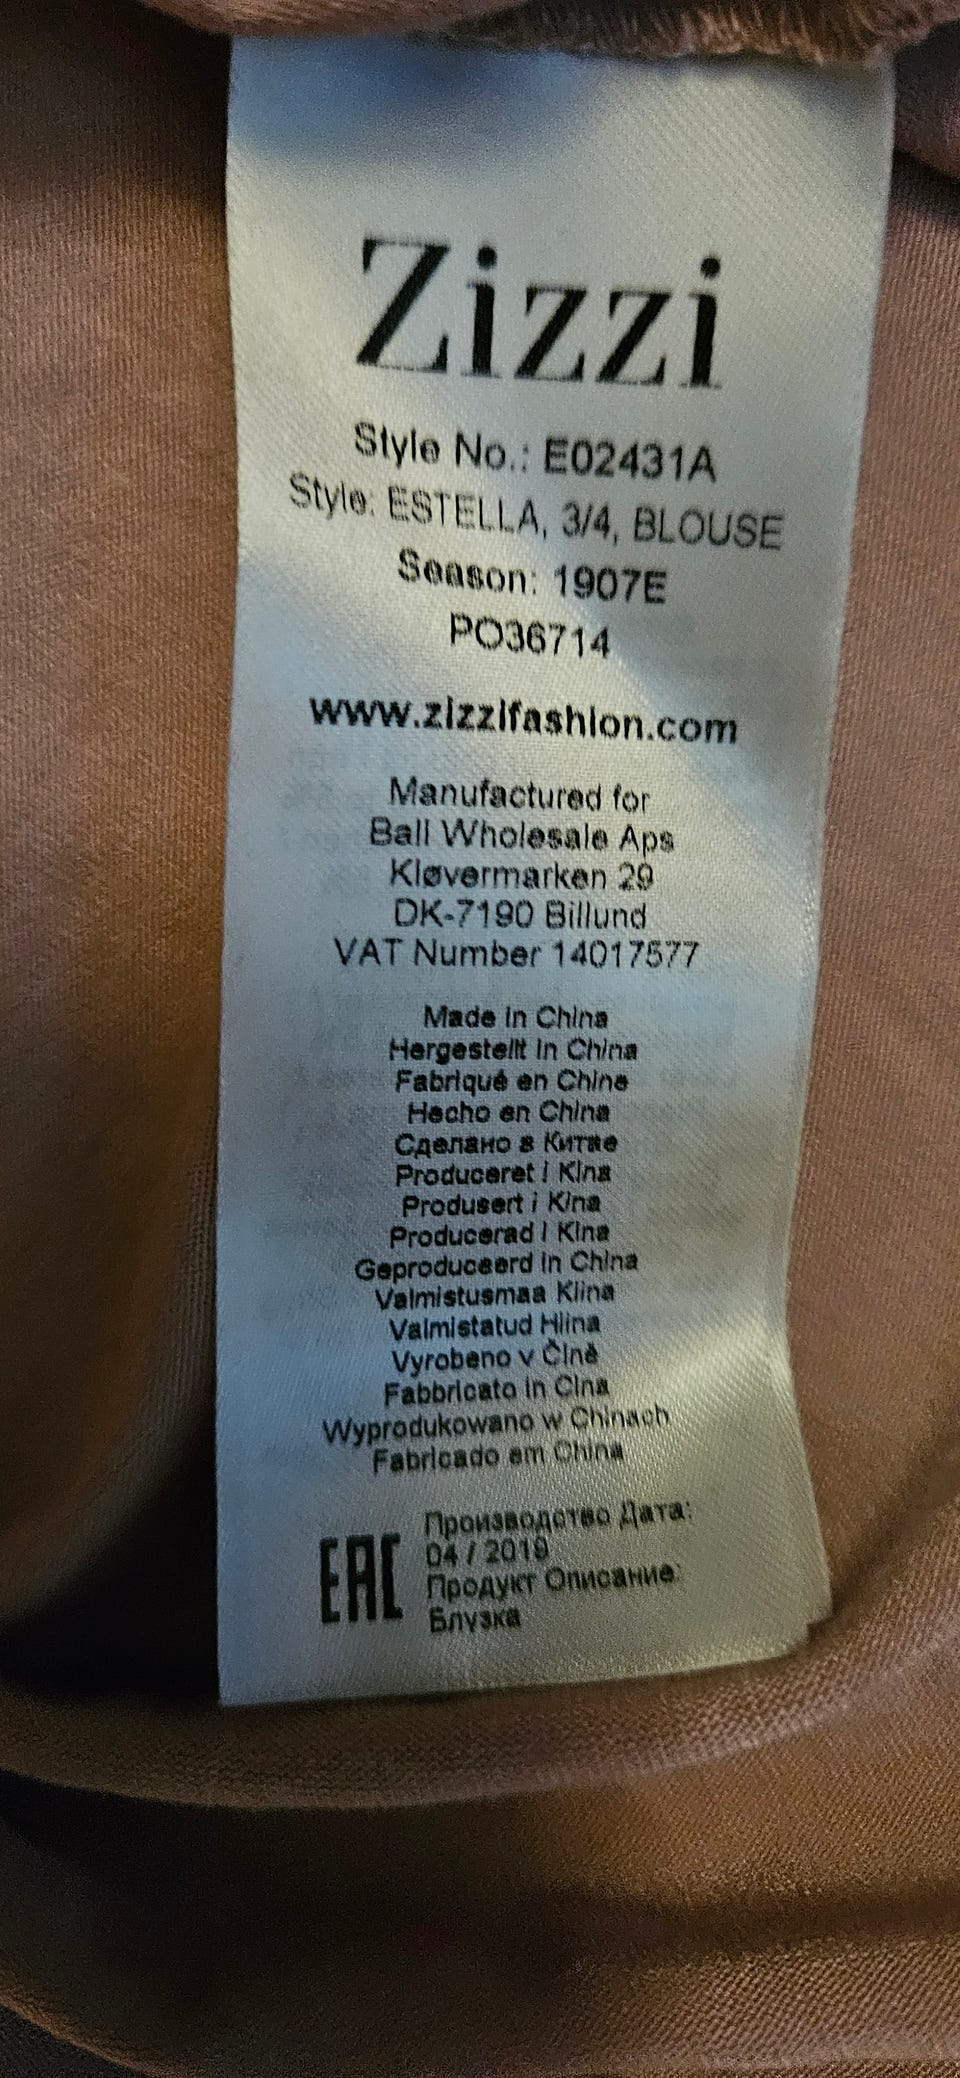 Zizzi
Style No.: E02431A
Style: ESTELLA, 3/4, BLOUSE
Season: 1907E
PO36714
www.zizzifashion.com
Manufactured for
Ball Wholesale Aps
Kløvermarken 29
DK-7190 Billund
VAT Number 14017577
Made in China
Hergestellt in China
Fabriqué en Chine
Hecho en China
Сделано в Китае
Produceret i Kina
Produsert i Kina
Producerad i Kina
Geproduceerd in China
Valmistusmaa Kiina
Valmistatud Hiina
Vyrobeno v Číně
Fabbricato in Cina
Wyprodukowano w Chinach
Fabricado em China
EAC
Производство Дата:
04 / 2019
Продукт Описание:
Блузка